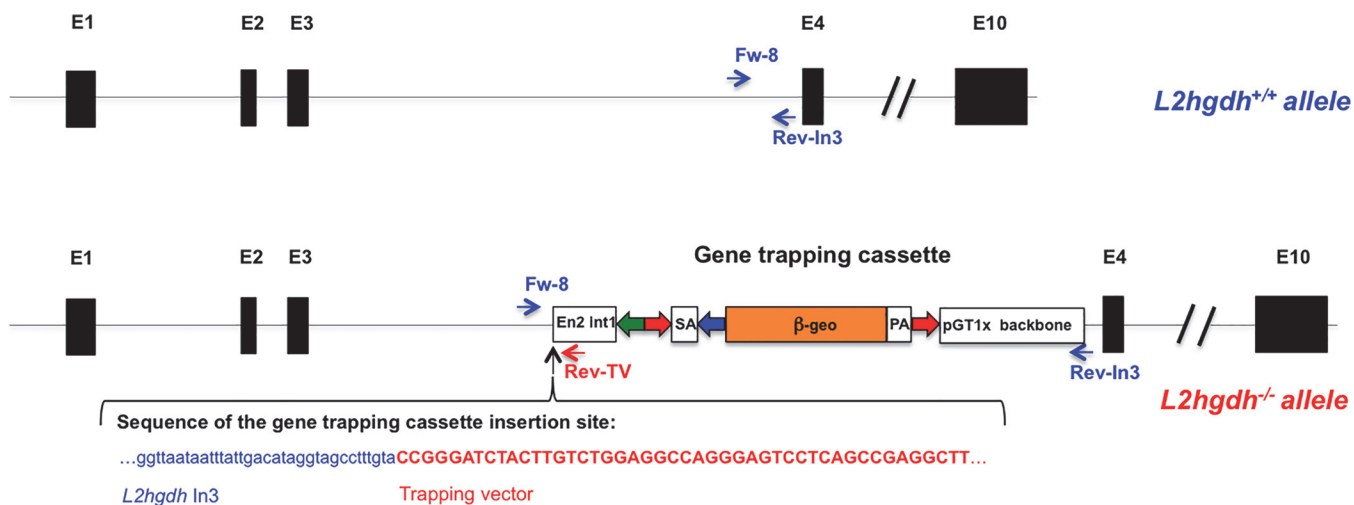 E1 E2 E3 E4 E10
Fw-8
L2hgdh+/+ allele
Rev-In3
Gene trapping cassette
E1 E2 E3 E4 E10
Fw-8
En2 int1 SA β-geo PA pGT1x backbone
Rev-TV Rev-In3
L2hgdh-/- allele
Sequence of the gene trapping cassette insertion site:
...ggttaataatttattgacataggtagcctttgtaCCGGGATCTACTTGTCTGGAGGCCAGGGAGTCCTCAGCCGAGGCTT...
L2hgdh In3 Trapping vector